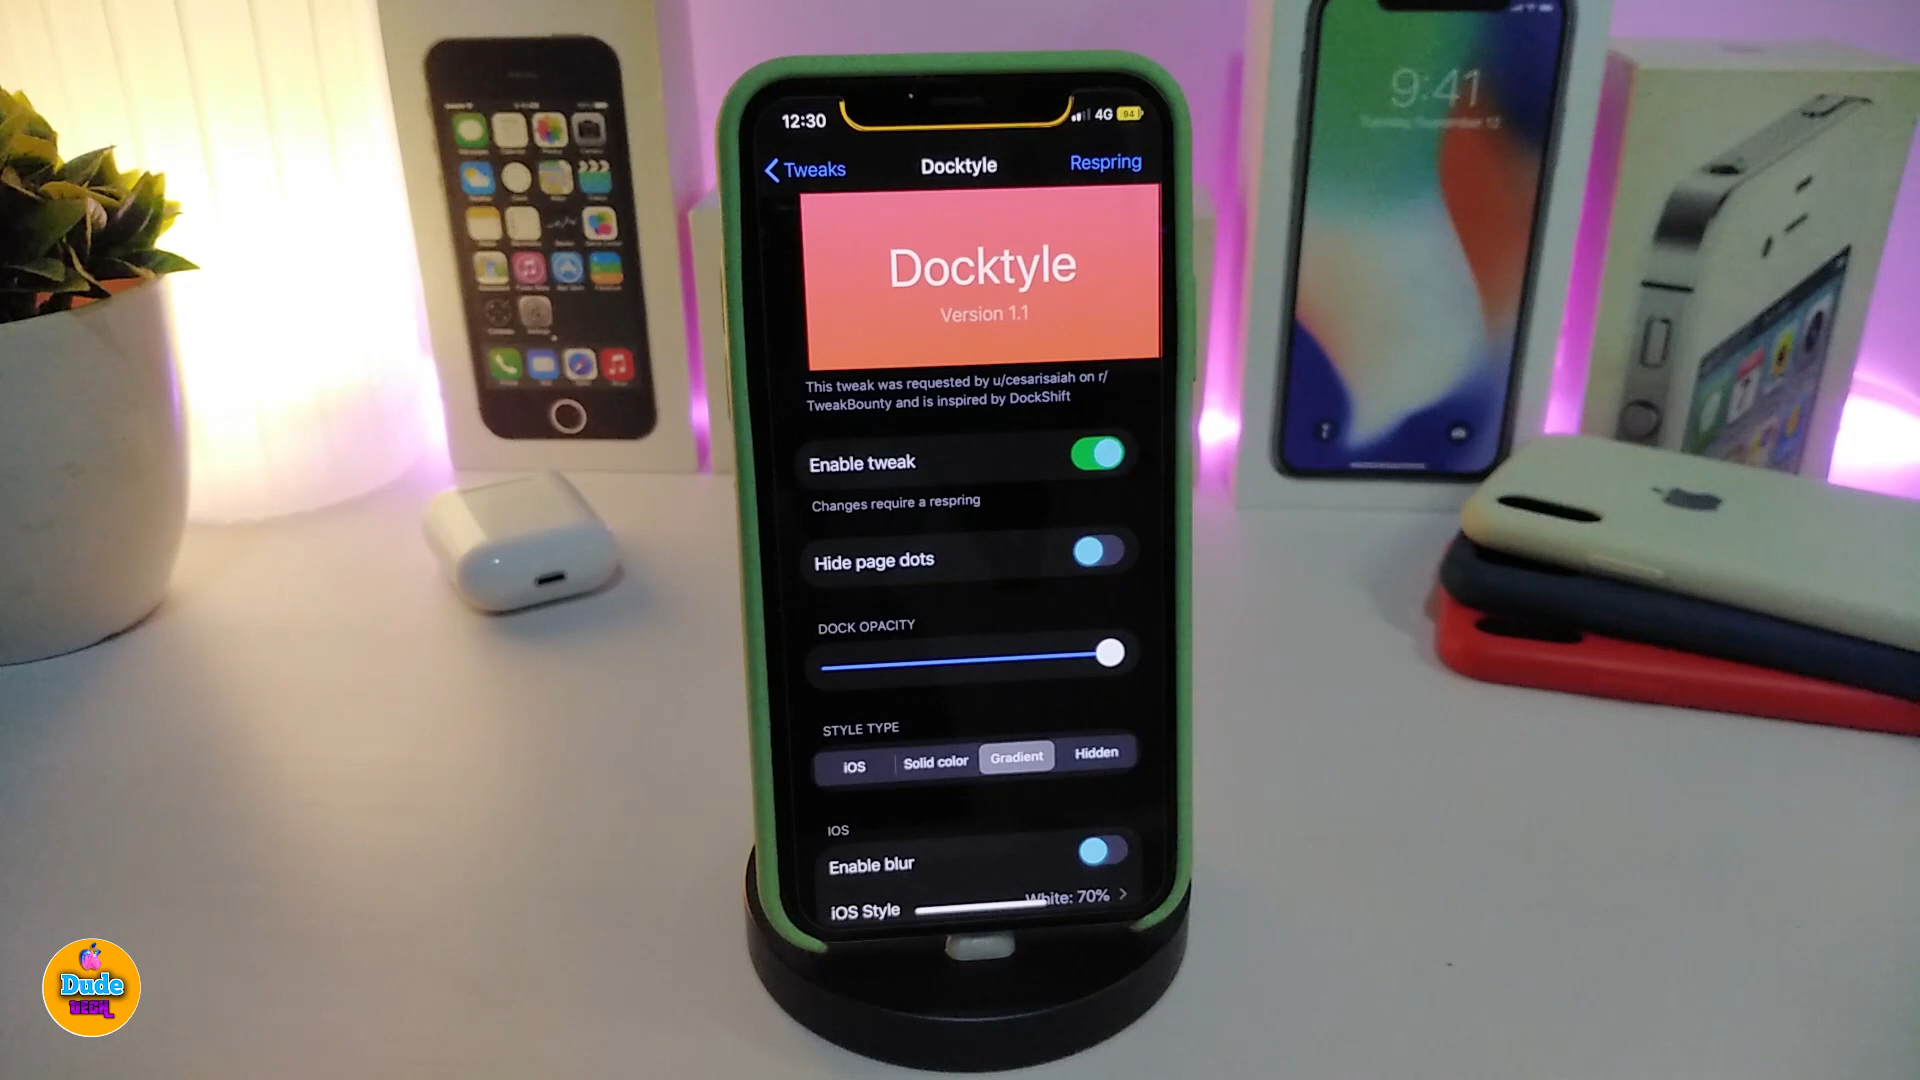 9:41
12:30
4G
94
Tweaks
Docktyle
Respring
Docktyle
Version 1.1
This tweak was requested by u/cesarisaiah on r/
TweakBounty and is inspired by DockShift
Enable tweak
Changes require a respring
Hide page dots
DOCK OPACITY
STYLE TYPE
iOS
Solid color
Gradient
Hidden
IOS
Enable blur
iOS Style
White: 70%
Dude
TECH